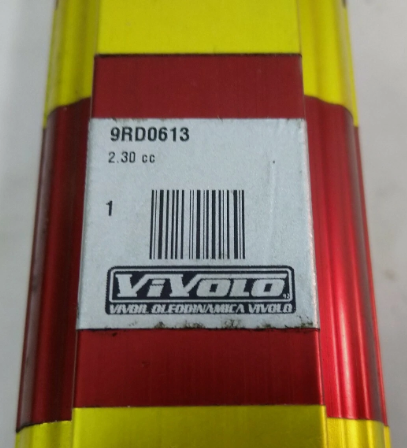 9RD0613
2.30 cc
1
ViVOLO
VIVOIL OLEODINAMICA VIVOLO